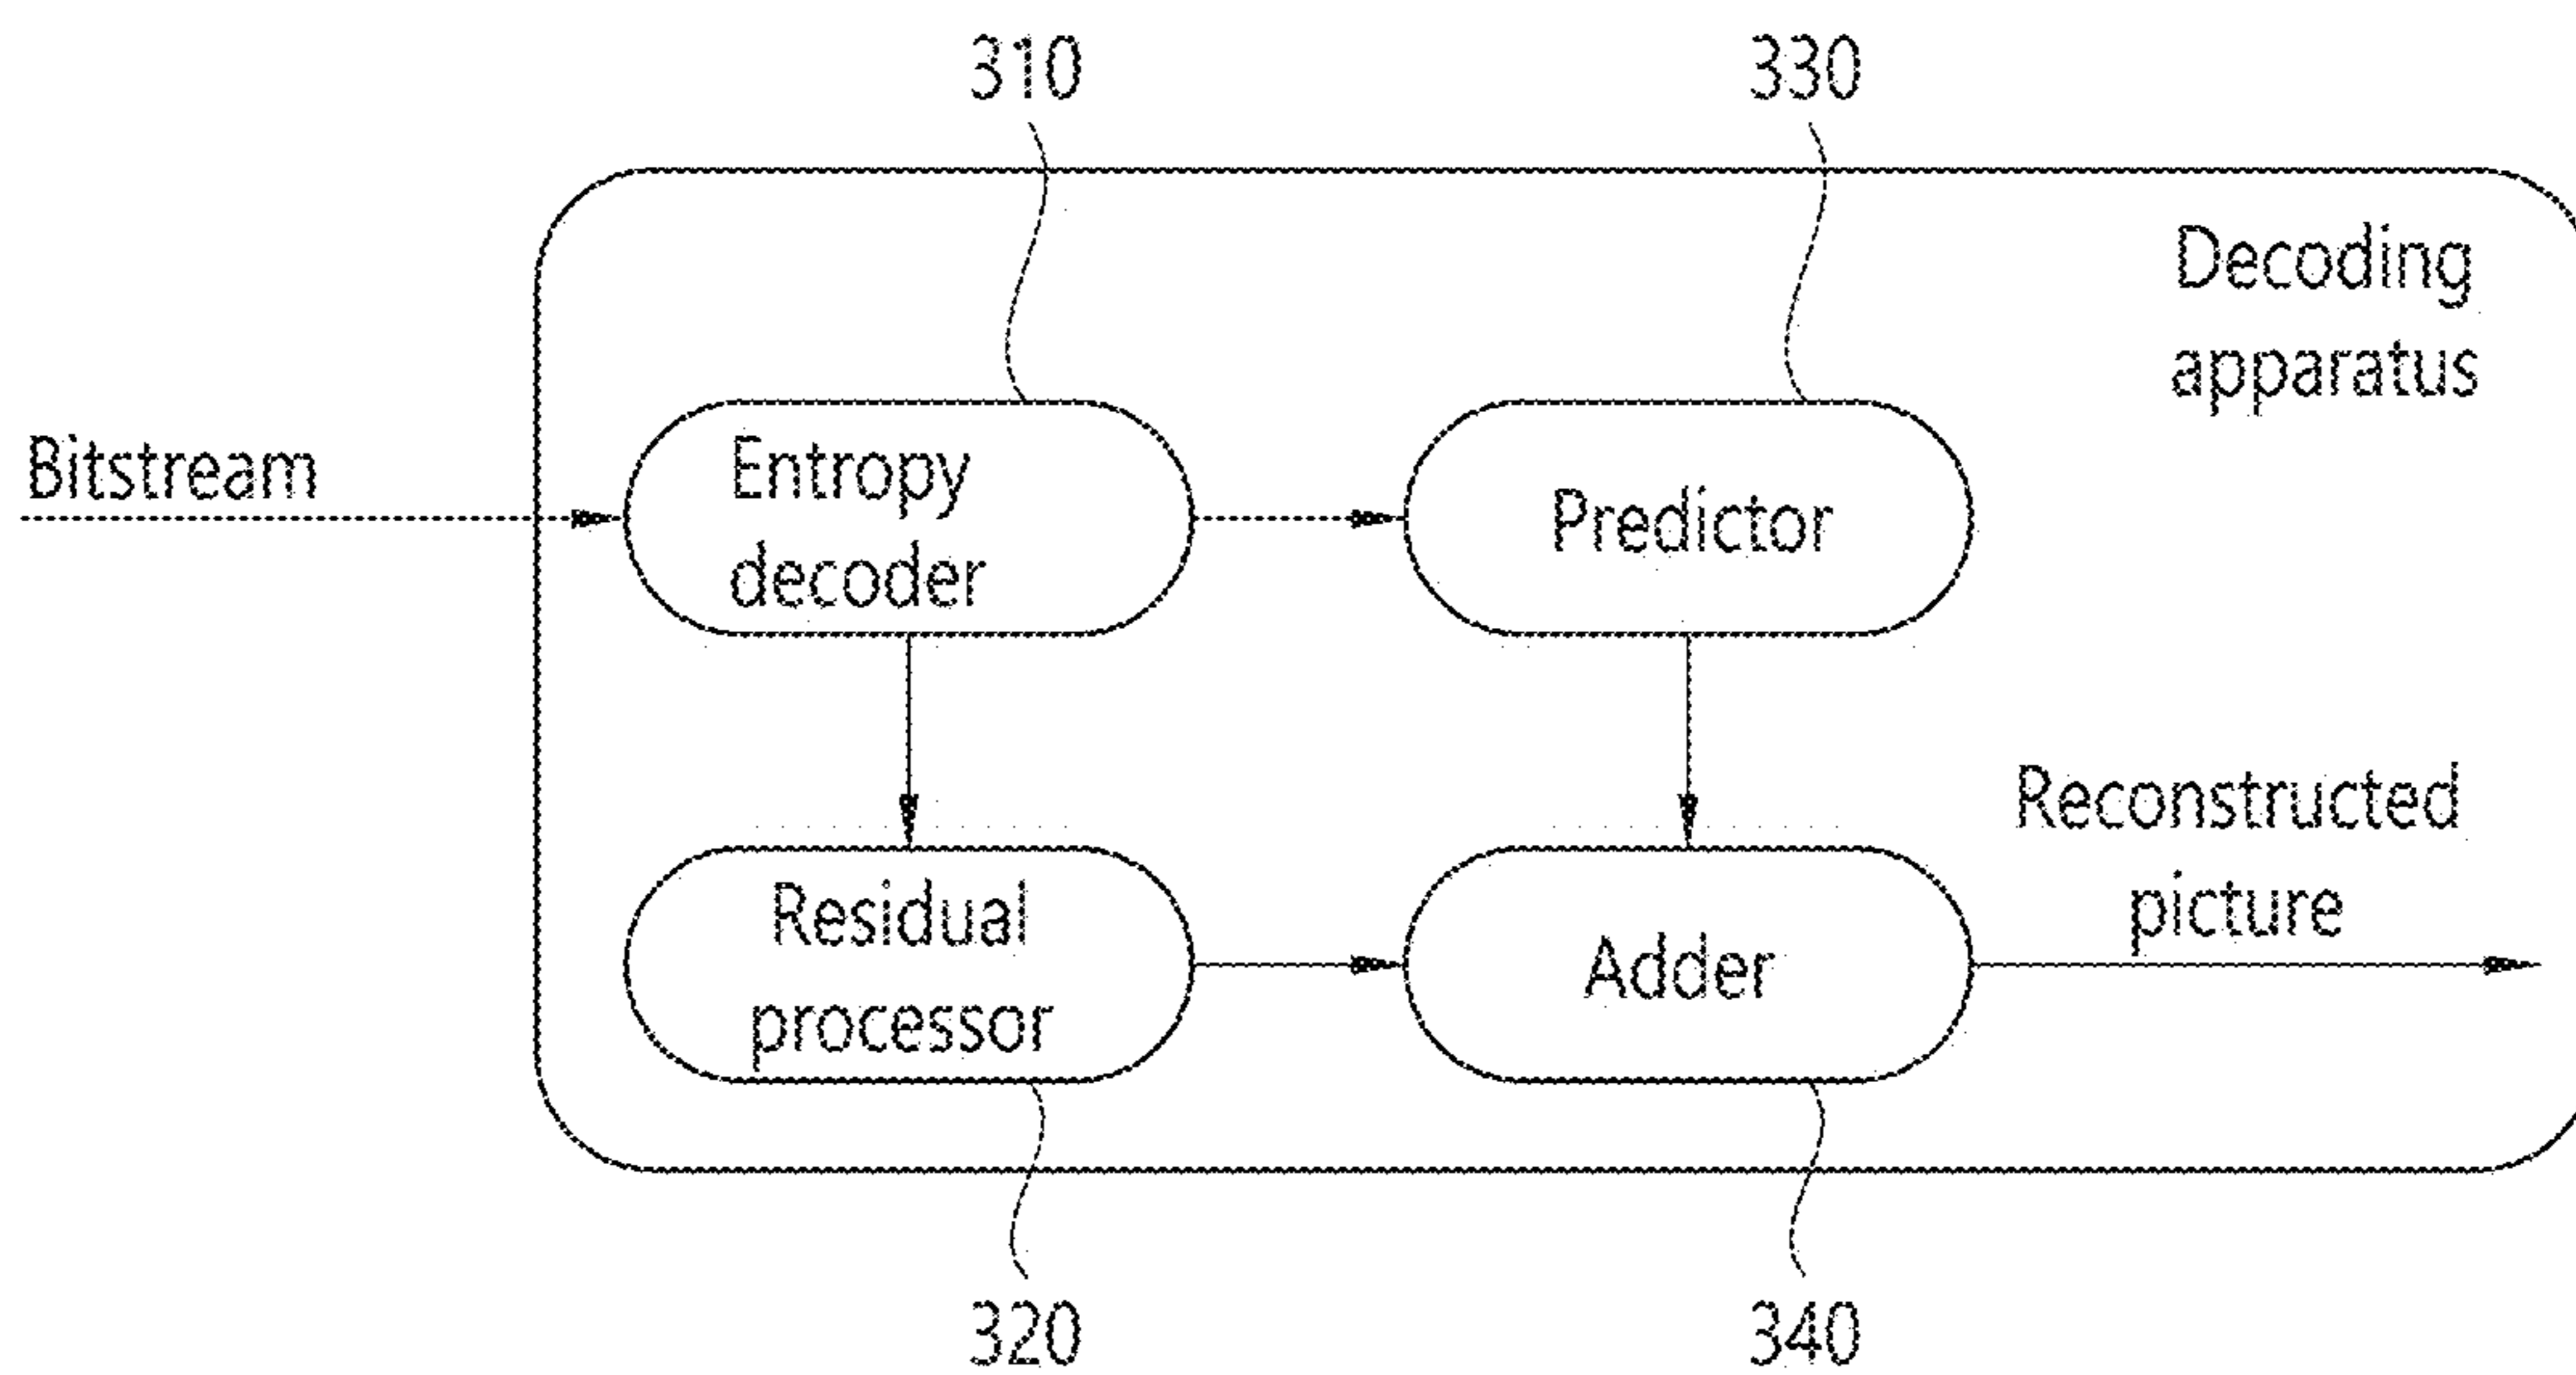 310
330
Decoding
apparatus
Bitstream
Entropy
decoder
Predictor
Reconstructed
picture
Residual
processor
Adder
320
340